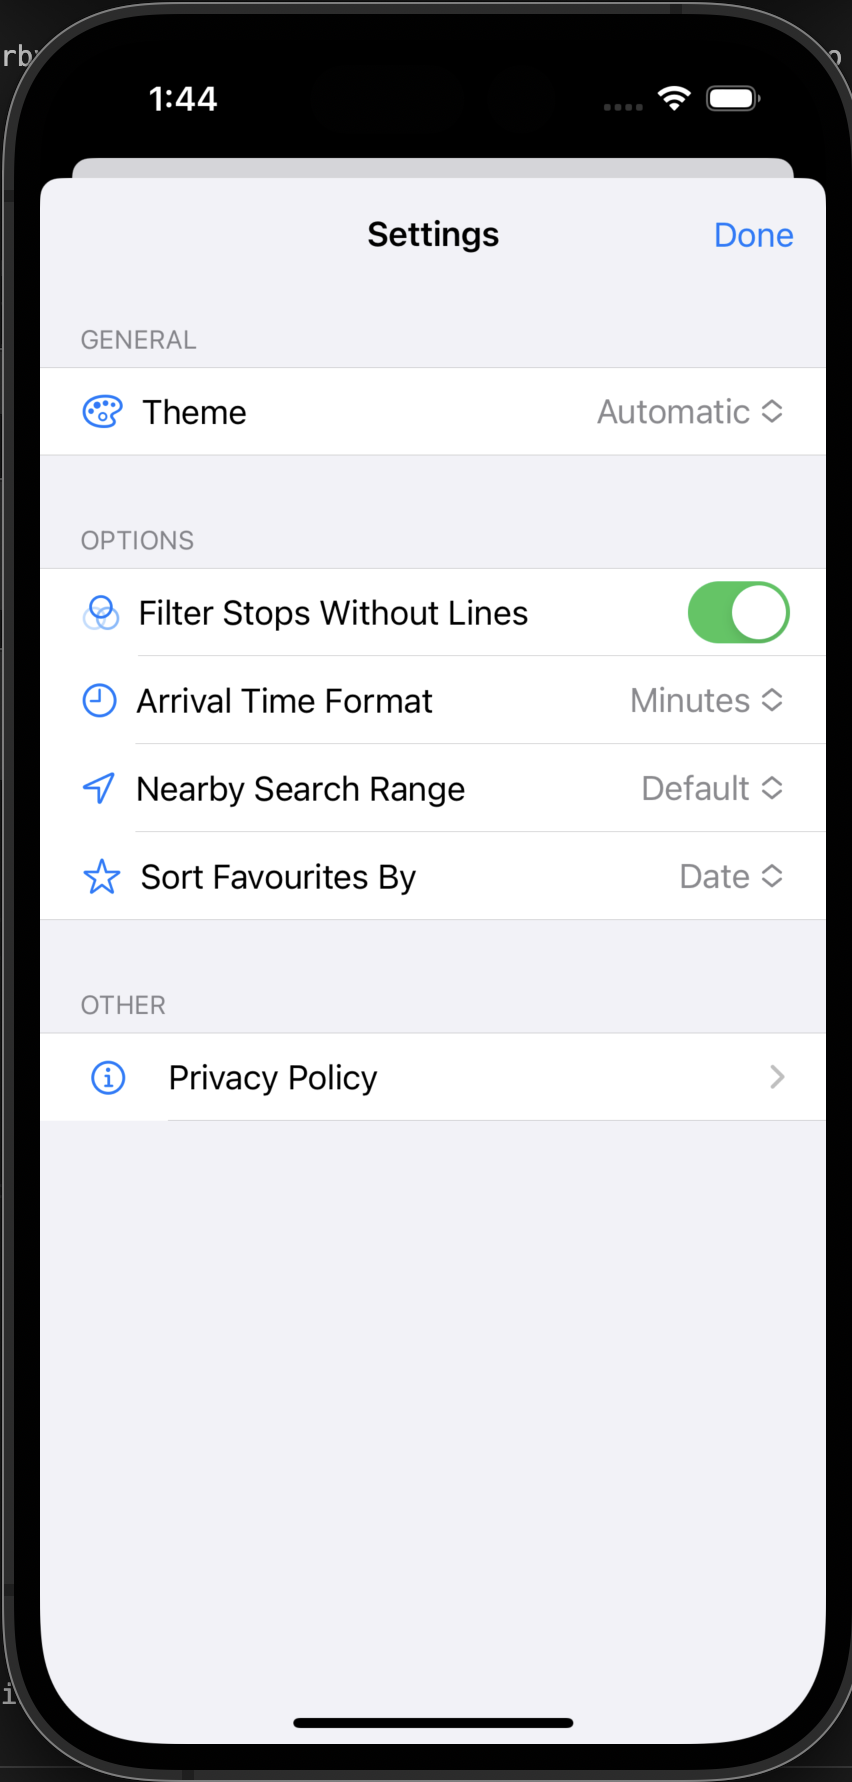 rb
1:44
Settings
Done
GENERAL
Theme
Automatic
OPTIONS
Filter Stops Without Lines
Arrival Time Format
Minutes
Nearby Search Range
Default
Sort Favourites By
Date
OTHER
Privacy Policy